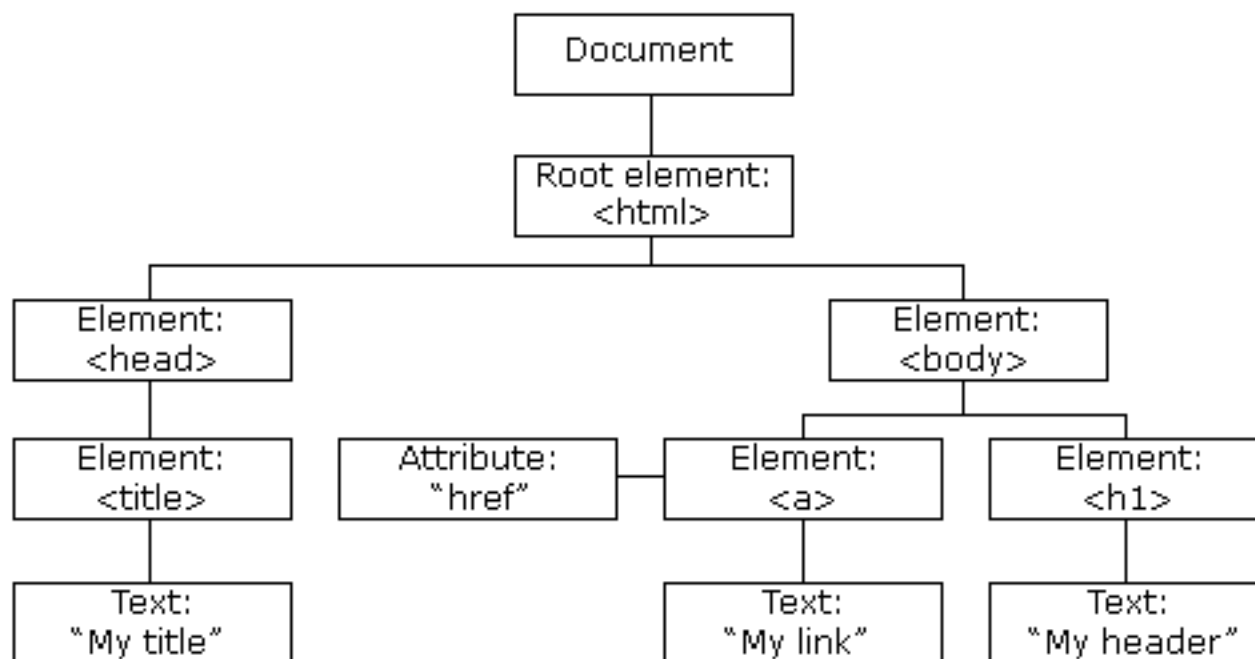 Document
Root element:
<html>
Element:
<head>
Element:
<body>
Element:
<title>
Attribute:
“href”
Element:
<a>
Element:
<h1>
Text:
“My title”
Text:
“My link”
Text:
“My header”